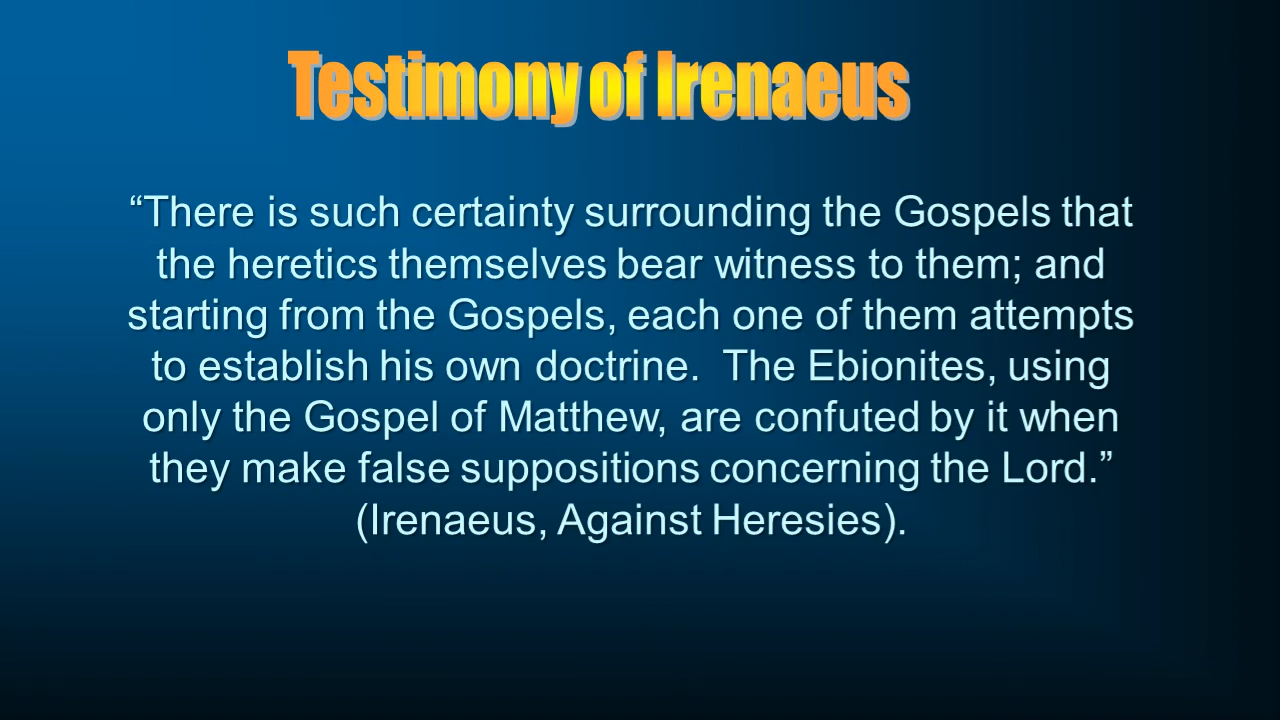 Testimony of Irenaeus
“There is such certainty surrounding the Gospels that
the heretics themselves bear witness to them; and
starting from the Gospels, each one of them attempts
to establish his own doctrine.  The Ebionites, using
only the Gospel of Matthew, are confuted by it when
they make false suppositions concerning the Lord.”
(Irenaeus, Against Heresies).